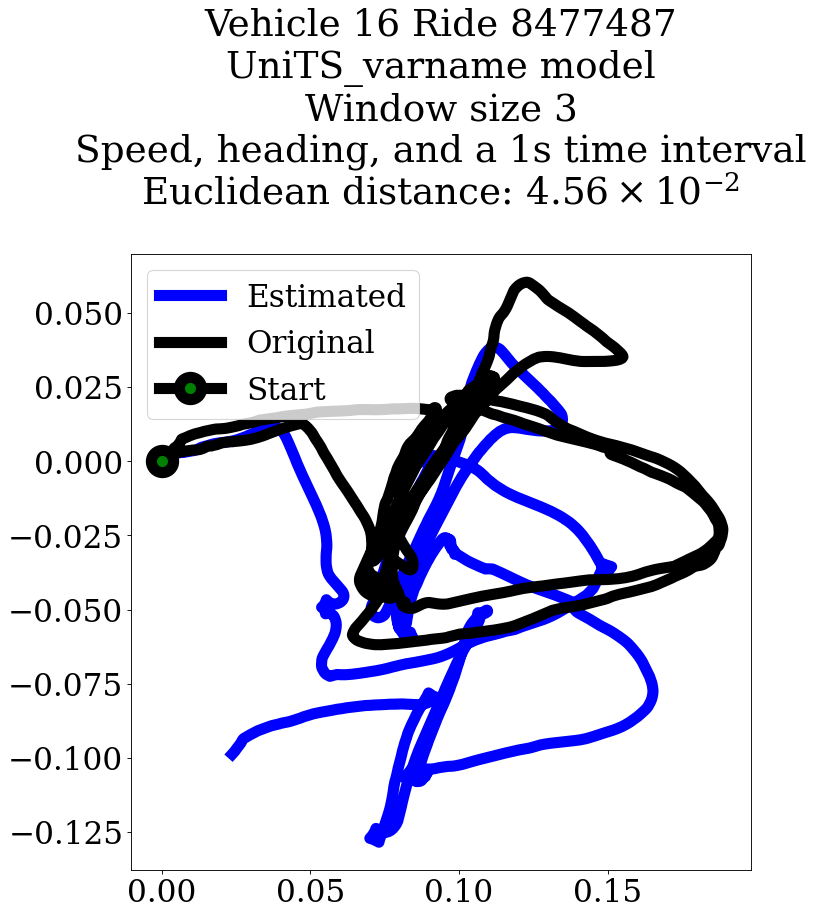 Vehicle 16 Ride 8477487
UniTS_varname model
Window size 3
Speed, heading, and a 1s time interval
Euclidean distance: 4.56 × 10⁻²
Estimated
Original
Start
0.050
0.025
0.000
−0.025
−0.050
−0.075
−0.100
−0.125
0.00 0.05 0.10 0.15